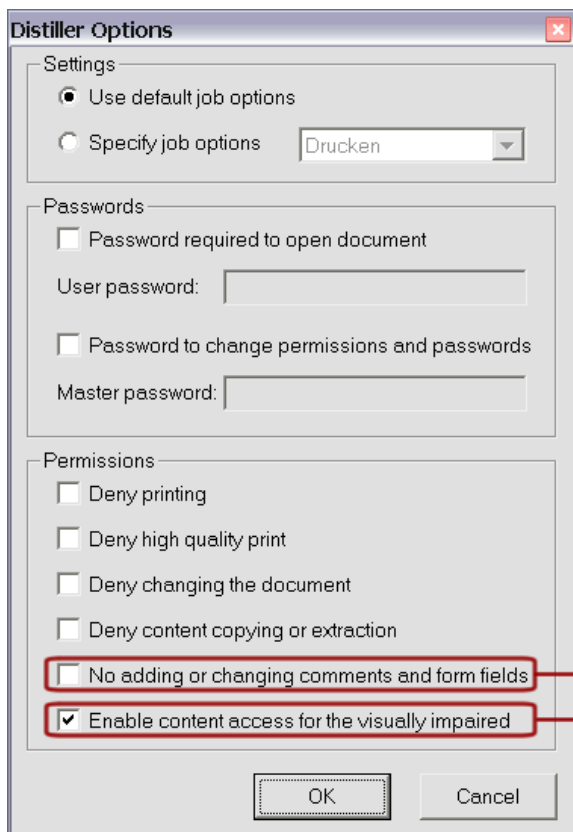 Distiller Options
Settings
Use default job options
Specify job options Drucken
Passwords
Password required to open document
User password:
Password to change permissions and passwords
Master password:
Permissions
Deny printing
Deny high quality print
Deny changing the document
Deny content copying or extraction
No adding or changing comments and form fields
Enable content access for the visually impaired
OK Cancel